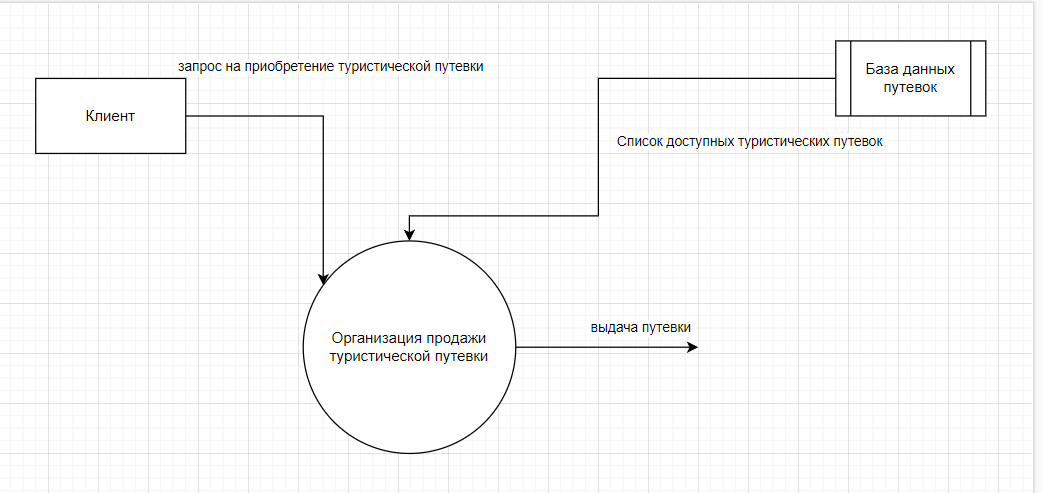 запрос на приобретение туристической путевки
Клиент
База данных
путевок
Список доступных туристических путевок
Организация продажи
туристической путевки
выдача путевки